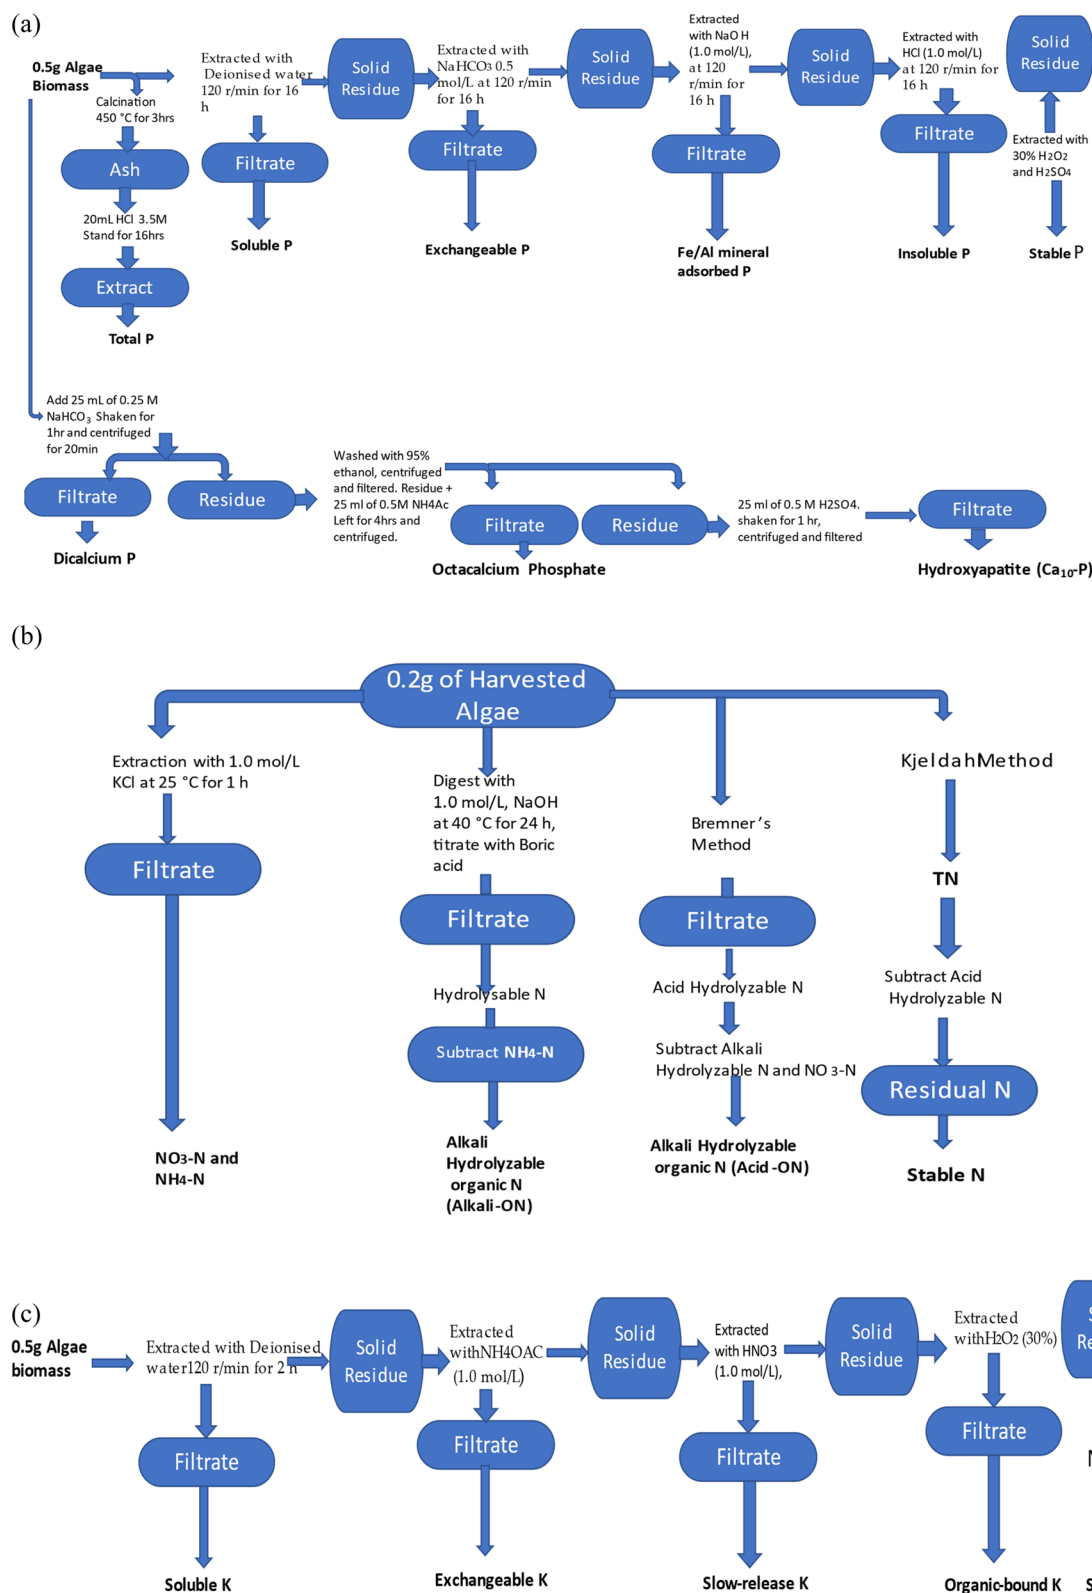 (a)
0.5g Algae
Biomass
Calcination
450 °C for 3hrs
Ash
20mL HCl 3.5M
Stand for 16hrs
Extract
Total P
Extracted with
Deionised water
120 r/min for 16
h
Filtrate
Soluble P
Solid
Residue
Extracted with
NaHCO3 0.5
mol/L at 120 r/min
for 16 h
Filtrate
Exchangeable P
Solid
Residue
Extracted
with NaOH
(1.0 mol/L),
at 120
r/min for
16 h
Filtrate
Fe/Al mineral
adsorbed P
Solid
Residue
Extracted with
HCl (1.0 mol/L)
at 120 r/min for
16 h
Filtrate
Insoluble P
Solid
Residue
Extracted with
30% H2O2
and H2SO4
Stable P
Add 25 mL of 0.25 M
NaHCO3 Shaken for
1hr and centrifuged
for 20min
Filtrate
Residue
Dicalcium P
Washed with 95%
ethanol, centrifuged
and filtered. Residue +
25 ml of 0.5M NH4Ac
Left for 4hrs and
centrifuged.
Filtrate
Residue
Octacalcium Phosphate
25 ml of 0.5 M H2SO4.
shaken for 1 hr,
centrifuged and filtered
Filtrate
Hydroxyapatite (Ca10-P)
(b)
0.2g of Harvested
Algae
Extraction with 1.0 mol/L
KCl at 25 °C for 1 h
Filtrate
NO3-N and
NH4-N
Digest with
1.0 mol/L, NaOH
at 40 °C for 24 h,
titrate with Boric
acid
Filtrate
Hydrolysable N
Subtract NH4-N
Alkali
Hydrolyzable
organic N
(Alkali-ON)
Bremner's
Method
Filtrate
Acid Hydrolyzable N
Subtract Alkali
Hydrolyzable N and NO3-N
Alkali Hydrolyzable
organic N (Acid-ON)
KjeldahMethod
TN
Subtract Acid
Hydrolyzable N
Residual N
Stable N
(c)
0.5g Algae
biomass
Extracted with Deionised
water120 r/min for 2 h
Filtrate
Soluble K
Solid
Residue
Extracted
withNH4OAC
(1.0 mol/L)
Filtrate
Exchangeable K
Solid
Residue
Extracted
with HNO3
(1.0 mol/L),
Filtrate
Slow-release K
Solid
Residue
Extracted
withH2O2 (30%)
Filtrate
Organic-bound K
S
Re
N
S